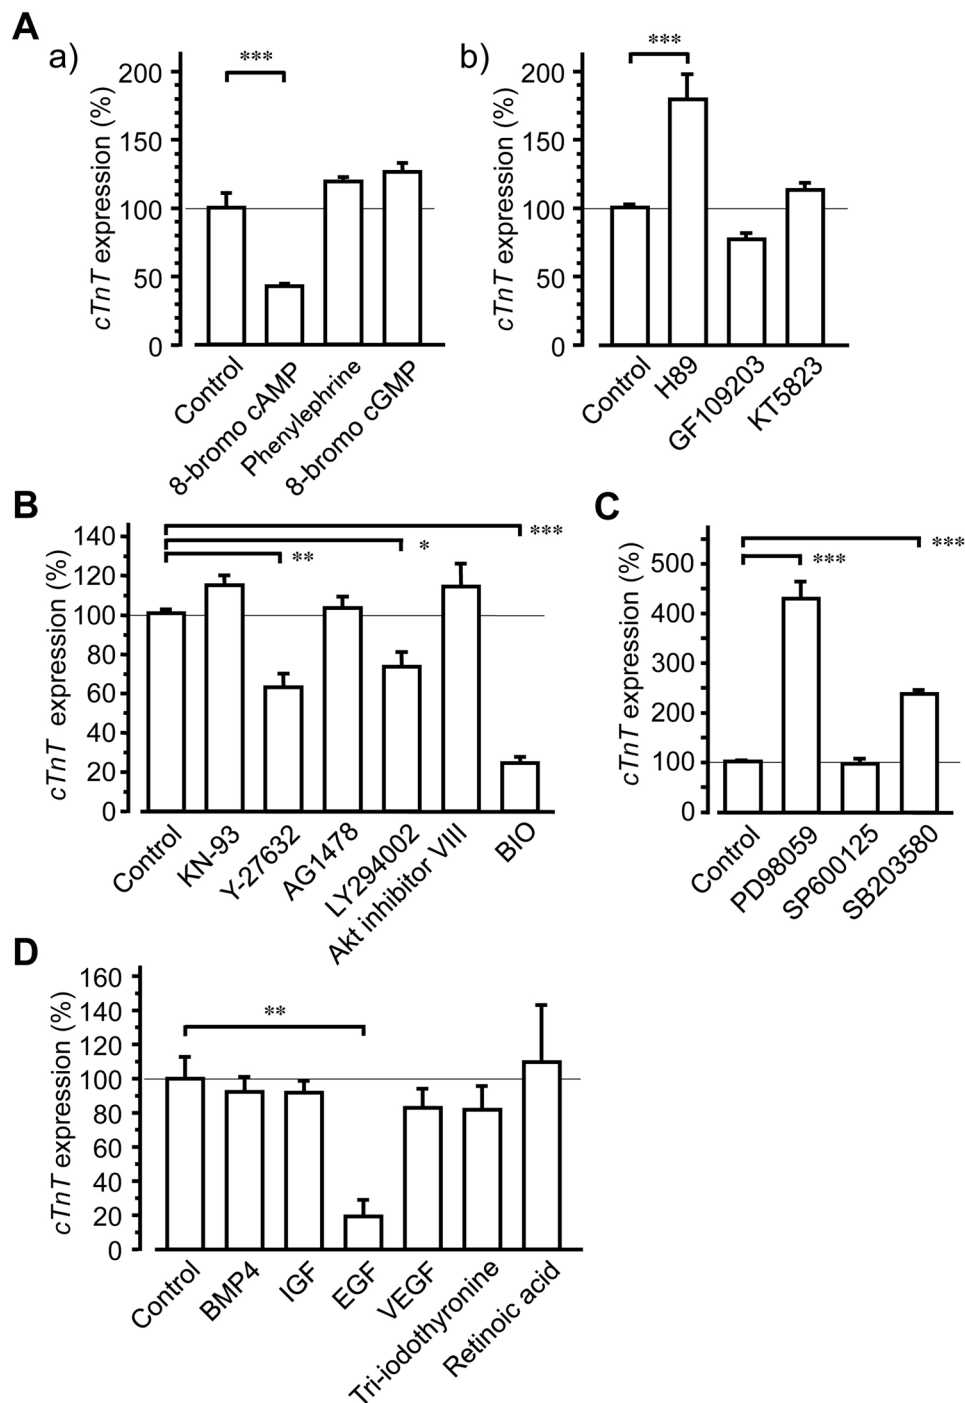 A
a)
***
cTnT expression (%)
200
150
100
50
0
Control
8-bromo cAMP
Phenylephrine
8-bromo cGMP
b)
***
cTnT expression (%)
200
150
100
50
0
Control
H89
GF109203
KT5823
B
***
*
**
cTnT expression (%)
140
120
100
80
60
40
20
0
Control
KN-93
Y-27632
AG1478
LY294002
Akt inhibitor VIII
BIO
C
***
***
cTnT expression (%)
500
400
300
200
100
0
Control
PD98059
SP600125
SB203580
D
**
cTnT expression (%)
160
140
120
100
80
60
40
20
0
Control
BMP4
IGF
EGF
VEGF
Tri-iodothyronine
Retinoic acid